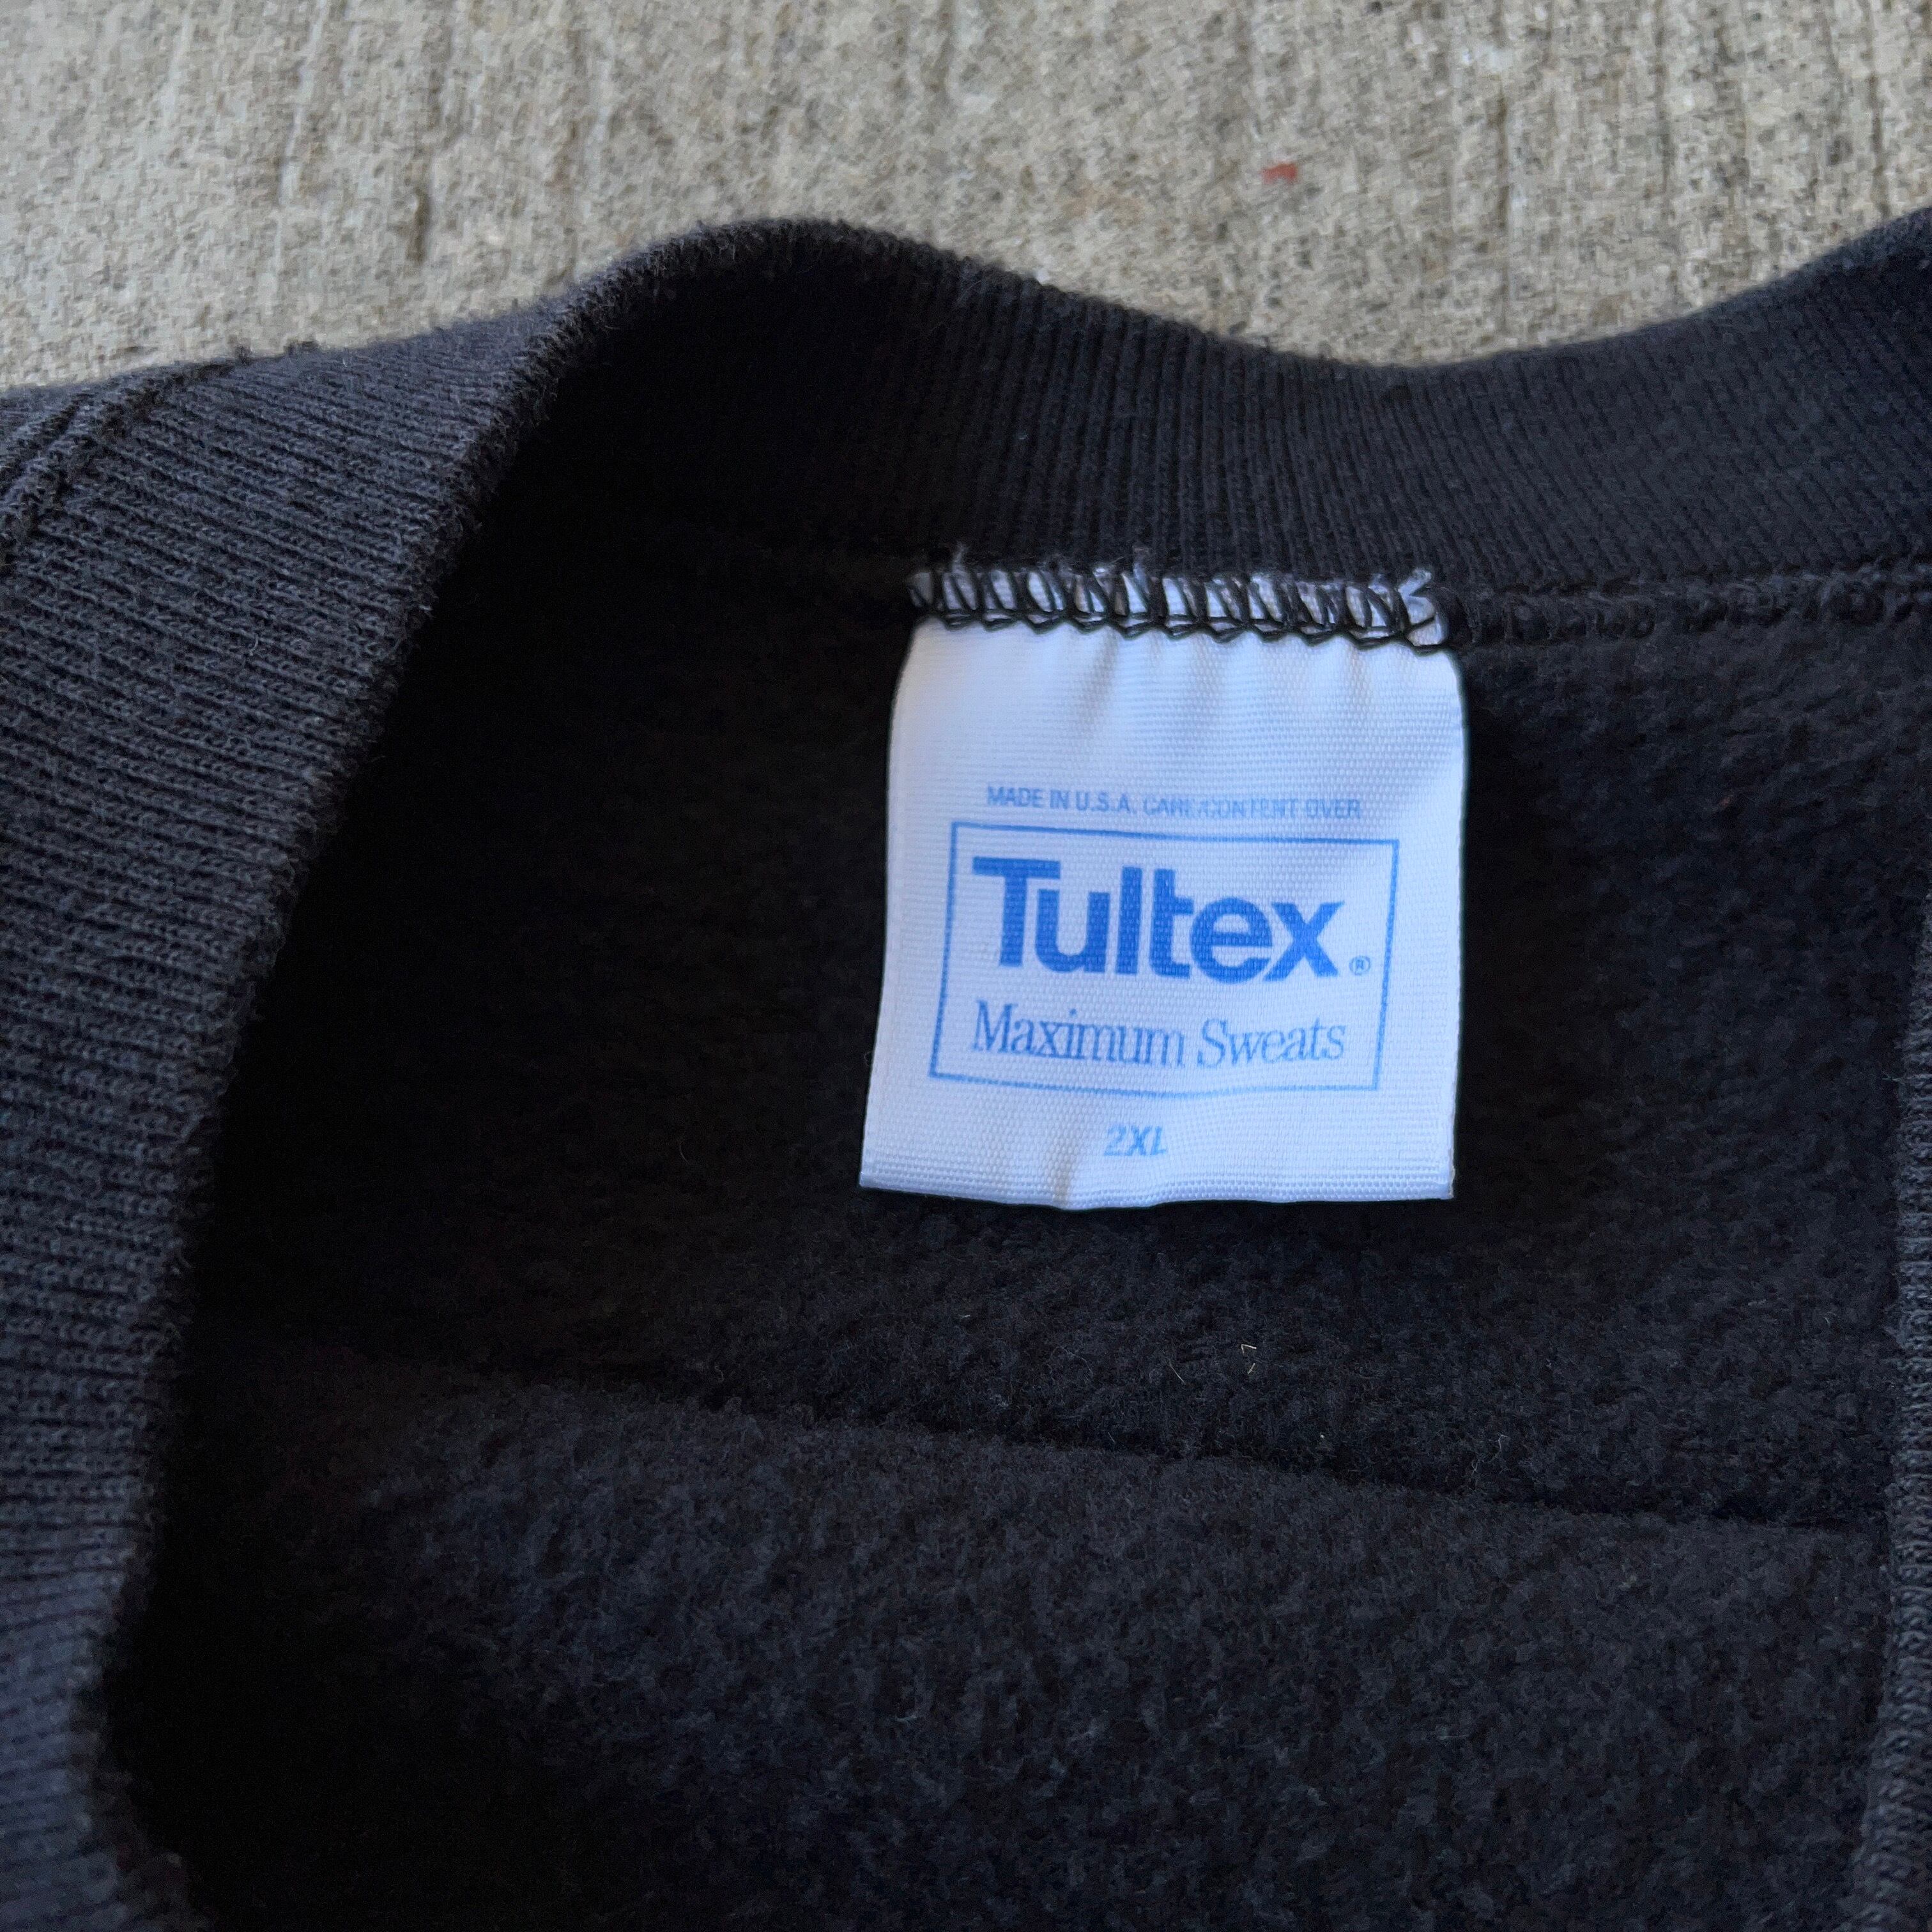 MADE IN U.S.A. CARE/CONTENT OVER
Tultex®
Maximum Sweats
2XL